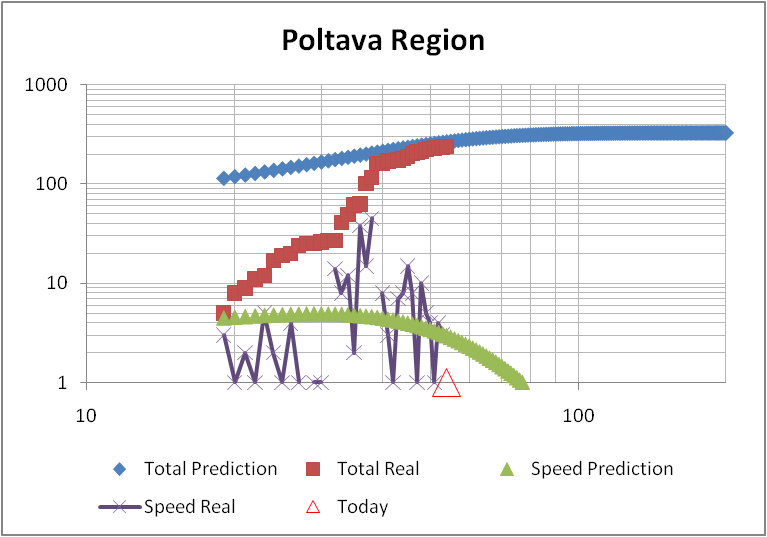 Poltava Region
1000
100
10
1
10 100
Total Prediction Total Real Speed Prediction
Speed Real Today